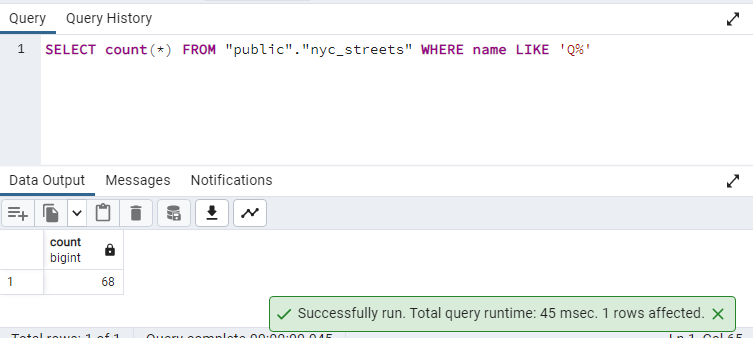 Query Query History
1 SELECT count(*) FROM "public"."nyc_streets" WHERE name LIKE 'Q%'
Data Output Messages Notifications
count
bigint
1 68
Successfully run. Total query runtime: 45 msec. 1 rows affected.
Total rows: 1 of 1 Query complete 00:00:00.045 Ln 1, Col 65